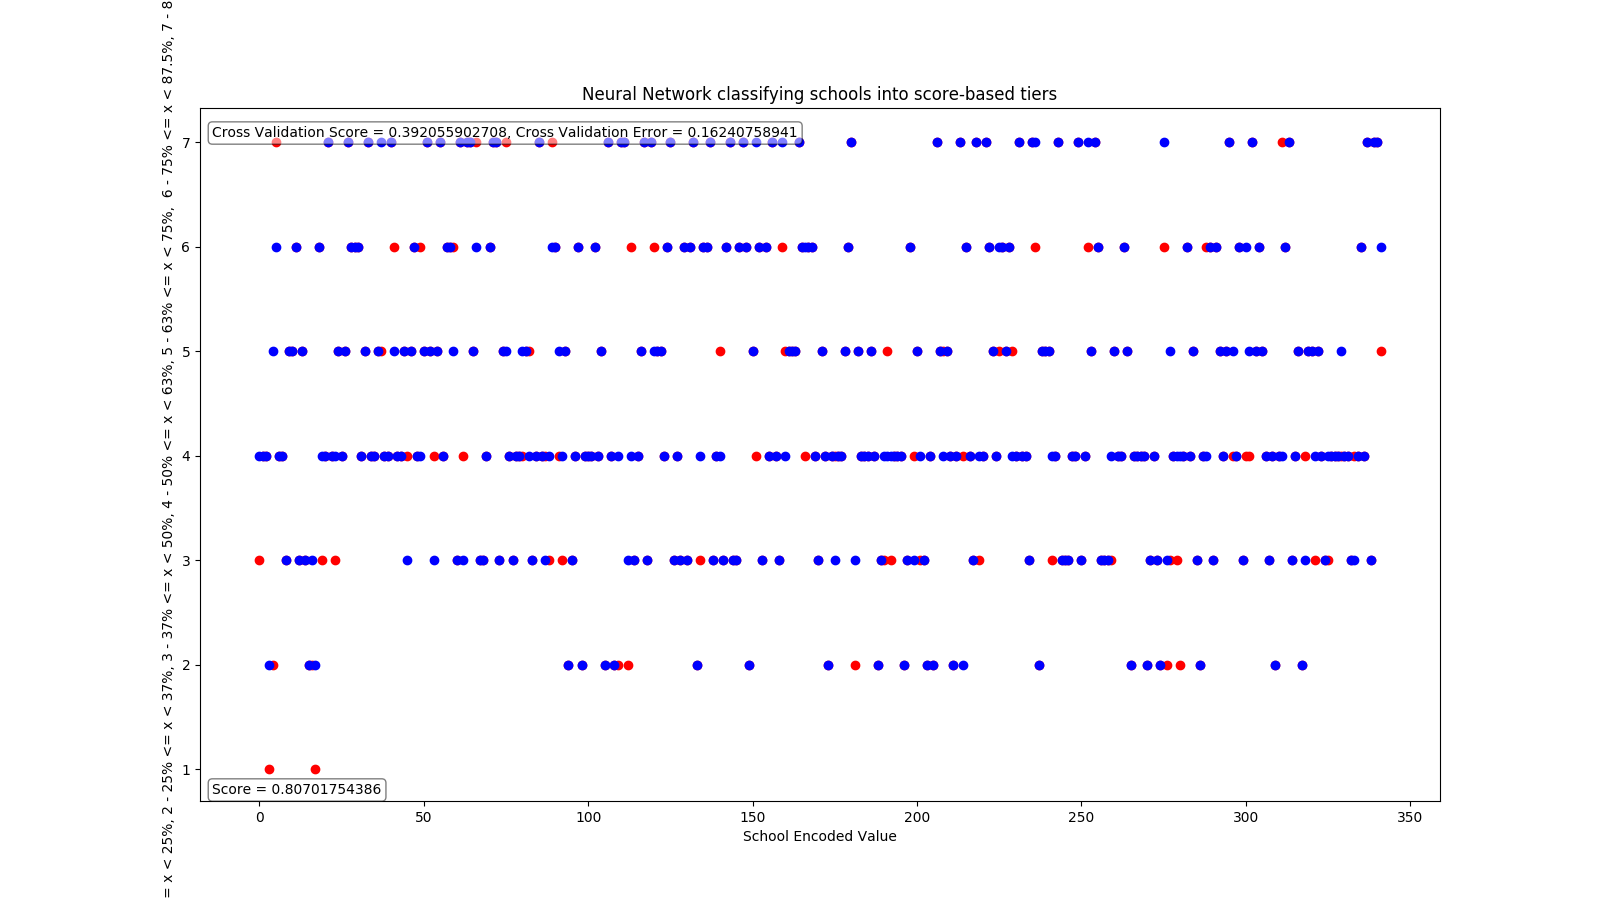 Neural Network classifying schools into score-based tiers
Cross Validation Score = 0.392055902708, Cross Validation Error = 0.16240758941
= x < 25%, 2 - 25% <= x < 37%, 3 - 37% <= x < 50%, 4 - 50% <= x < 63%, 5 - 63% <= x < 75%,  6 - 75% <= x < 87.5%, 7 - 8
7
6
5
4
3
2
1
Score = 0.80701754386
0 50 100 150 200 250 300 350
School Encoded Value